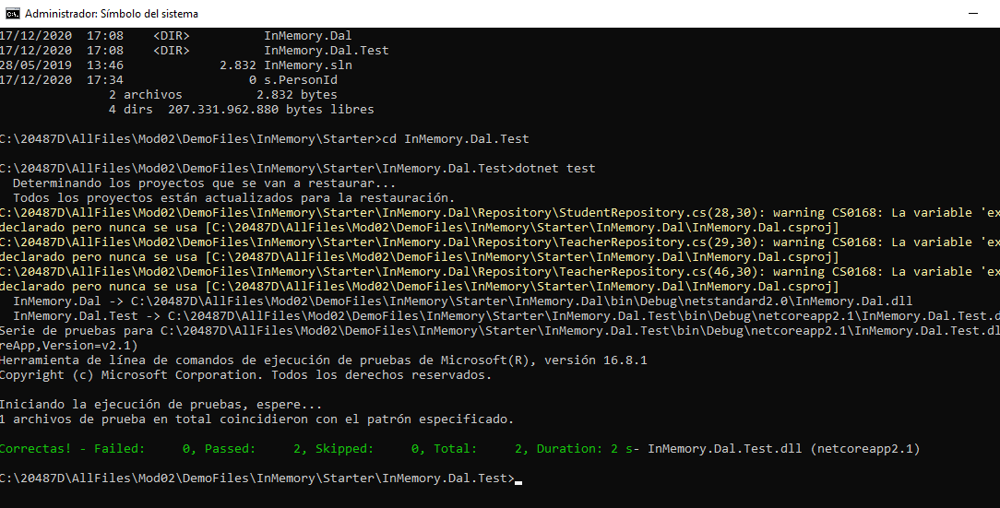 Administrador: Símbolo del sistema
17/12/2020  17:08    <DIR>          InMemory.Dal
17/12/2020  17:08    <DIR>          InMemory.Dal.Test
28/05/2019  13:46             2.832 InMemory.sln
17/12/2020  17:34                 0 s.PersonId
               2 archivos          2.832 bytes
               4 dirs  207.331.962.880 bytes libres
C:\20487D\AllFiles\Mod02\DemoFiles\InMemory\Starter>cd InMemory.Dal.Test
C:\20487D\AllFiles\Mod02\DemoFiles\InMemory\Starter\InMemory.Dal.Test>dotnet test
  Determinando los proyectos que se van a restaurar...
  Todos los proyectos están actualizados para la restauración.
C:\20487D\AllFiles\Mod02\DemoFiles\InMemory\Starter\InMemory.Dal\Repository\StudentRepository.cs(28,30): warning CS0168: La variable 'ex
declarado pero nunca se usa [C:\20487D\AllFiles\Mod02\DemoFiles\InMemory\Starter\InMemory.Dal\InMemory.Dal.csproj]
C:\20487D\AllFiles\Mod02\DemoFiles\InMemory\Starter\InMemory.Dal\Repository\TeacherRepository.cs(29,30): warning CS0168: La variable 'ex
declarado pero nunca se usa [C:\20487D\AllFiles\Mod02\DemoFiles\InMemory\Starter\InMemory.Dal\InMemory.Dal.csproj]
C:\20487D\AllFiles\Mod02\DemoFiles\InMemory\Starter\InMemory.Dal\Repository\TeacherRepository.cs(46,30): warning CS0168: La variable 'ex
declarado pero nunca se usa [C:\20487D\AllFiles\Mod02\DemoFiles\InMemory\Starter\InMemory.Dal\InMemory.Dal.csproj]
  InMemory.Dal -> C:\20487D\AllFiles\Mod02\DemoFiles\InMemory\Starter\InMemory.Dal\bin\Debug\netstandard2.0\InMemory.Dal.dll
  InMemory.Dal.Test -> C:\20487D\AllFiles\Mod02\DemoFiles\InMemory\Starter\InMemory.Dal.Test\bin\Debug\netcoreapp2.1\InMemory.Dal.Test.d
Serie de pruebas para C:\20487D\AllFiles\Mod02\DemoFiles\InMemory\Starter\InMemory.Dal.Test\bin\Debug\netcoreapp2.1\InMemory.Dal.Test.dl
reApp,Version=v2.1)
Herramienta de línea de comandos de ejecución de pruebas de Microsoft(R), versión 16.8.1
Copyright (c) Microsoft Corporation. Todos los derechos reservados.
Iniciando la ejecución de pruebas, espere...
1 archivos de prueba en total coincidieron con el patrón especificado.
Correctas! - Failed:     0, Passed:     2, Skipped:     0, Total:     2, Duration: 2 s- InMemory.Dal.Test.dll (netcoreapp2.1)
C:\20487D\AllFiles\Mod02\DemoFiles\InMemory\Starter\InMemory.Dal.Test>